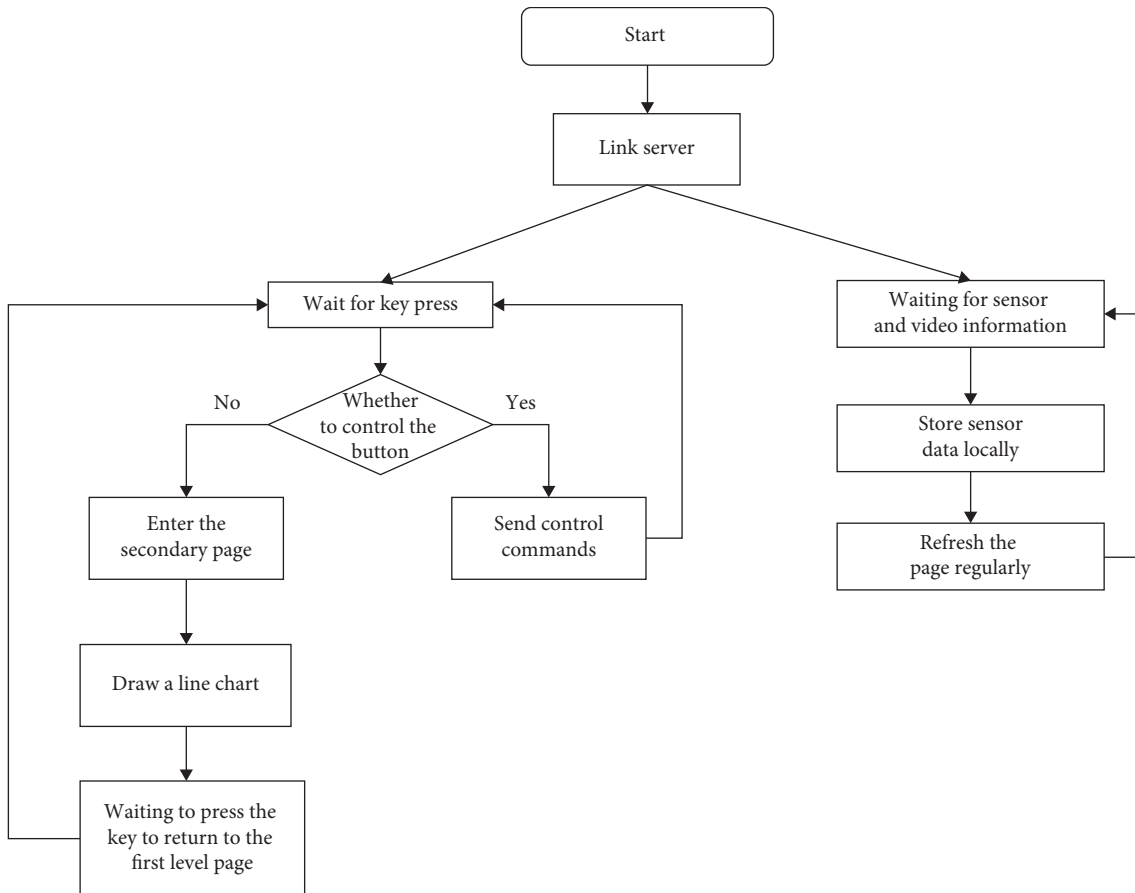 Start
Link server
Wait for key press
Waiting for sensor
and video information
No
Whether
to control the
button
Yes
Store sensor
data locally
Enter the
secondary page
Send control
commands
Refresh the
page regularly
Draw a line chart
Waiting to press the
key to return to the
first level page